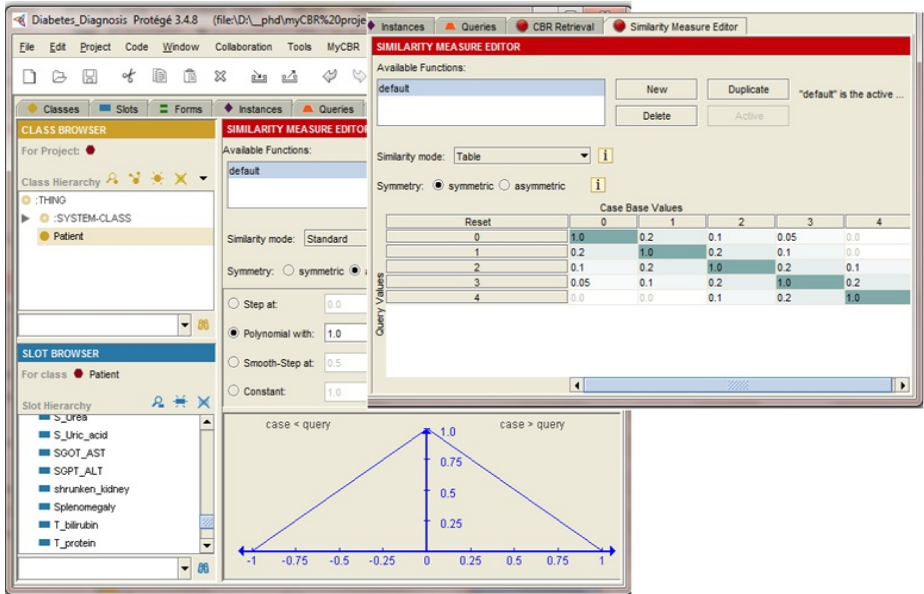 Diabetes_Diagnosis Protégé 3.4.8 (file:\D:\__phd\myCBR%20proje
File Edit Project Code Window Collaboration Tools MyCBR
Classes Slots Forms Instances Queries
CLASS BROWSER
For Project:
Class Hierarchy
:THING
:SYSTEM-CLASS
Patient
SLOT BROWSER
For class Patient
Slot Hierarchy
S_Urea
S_Uric_acid
SGOT_AST
SGPT_ALT
shrunken_kidney
Splenomegaly
T_bilirubin
T_protein
SIMILARITY MEASURE EDITOR
Available Functions:
default
Similarity mode: Standard
Symmetry: symmetric
Step at: 0.0
Polynomial with: 1.0
Smooth-Step at: 0.5
Constant: 1.0
case < query case > query
1.0
0.75
0.5
0.25
-1 -0.75 -0.5 -0.25 0 0.25 0.5 0.75 1
Instances Queries CBR Retrieval Similarity Measure Editor
SIMILARITY MEASURE EDITOR
Available Functions:
default
New Duplicate "default" is the active ...
Delete Active
Similarity mode: Table i
Symmetry: symmetric asymmetric i
Case Base Values
Reset 0 1 2 3 4
0 1.0 0.2 0.1 0.05 0.0
1 0.2 1.0 0.2 0.1 0.0
2 0.1 0.2 1.0 0.2 0.1
3 0.05 0.1 0.2 1.0 0.2
4 0.0 0.0 0.1 0.2 1.0
Query Values